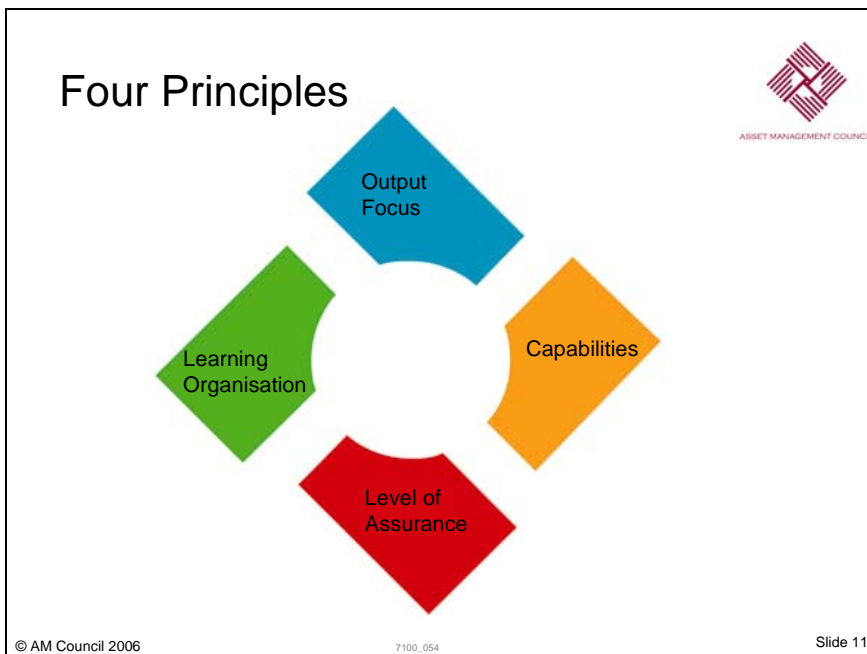 Four Principles
ASSET MANAGEMENT COUNCIL
Output
Focus
Capabilities
Learning
Organisation
Level of
Assurance
© AM Council 2006
7100_054
Slide 11